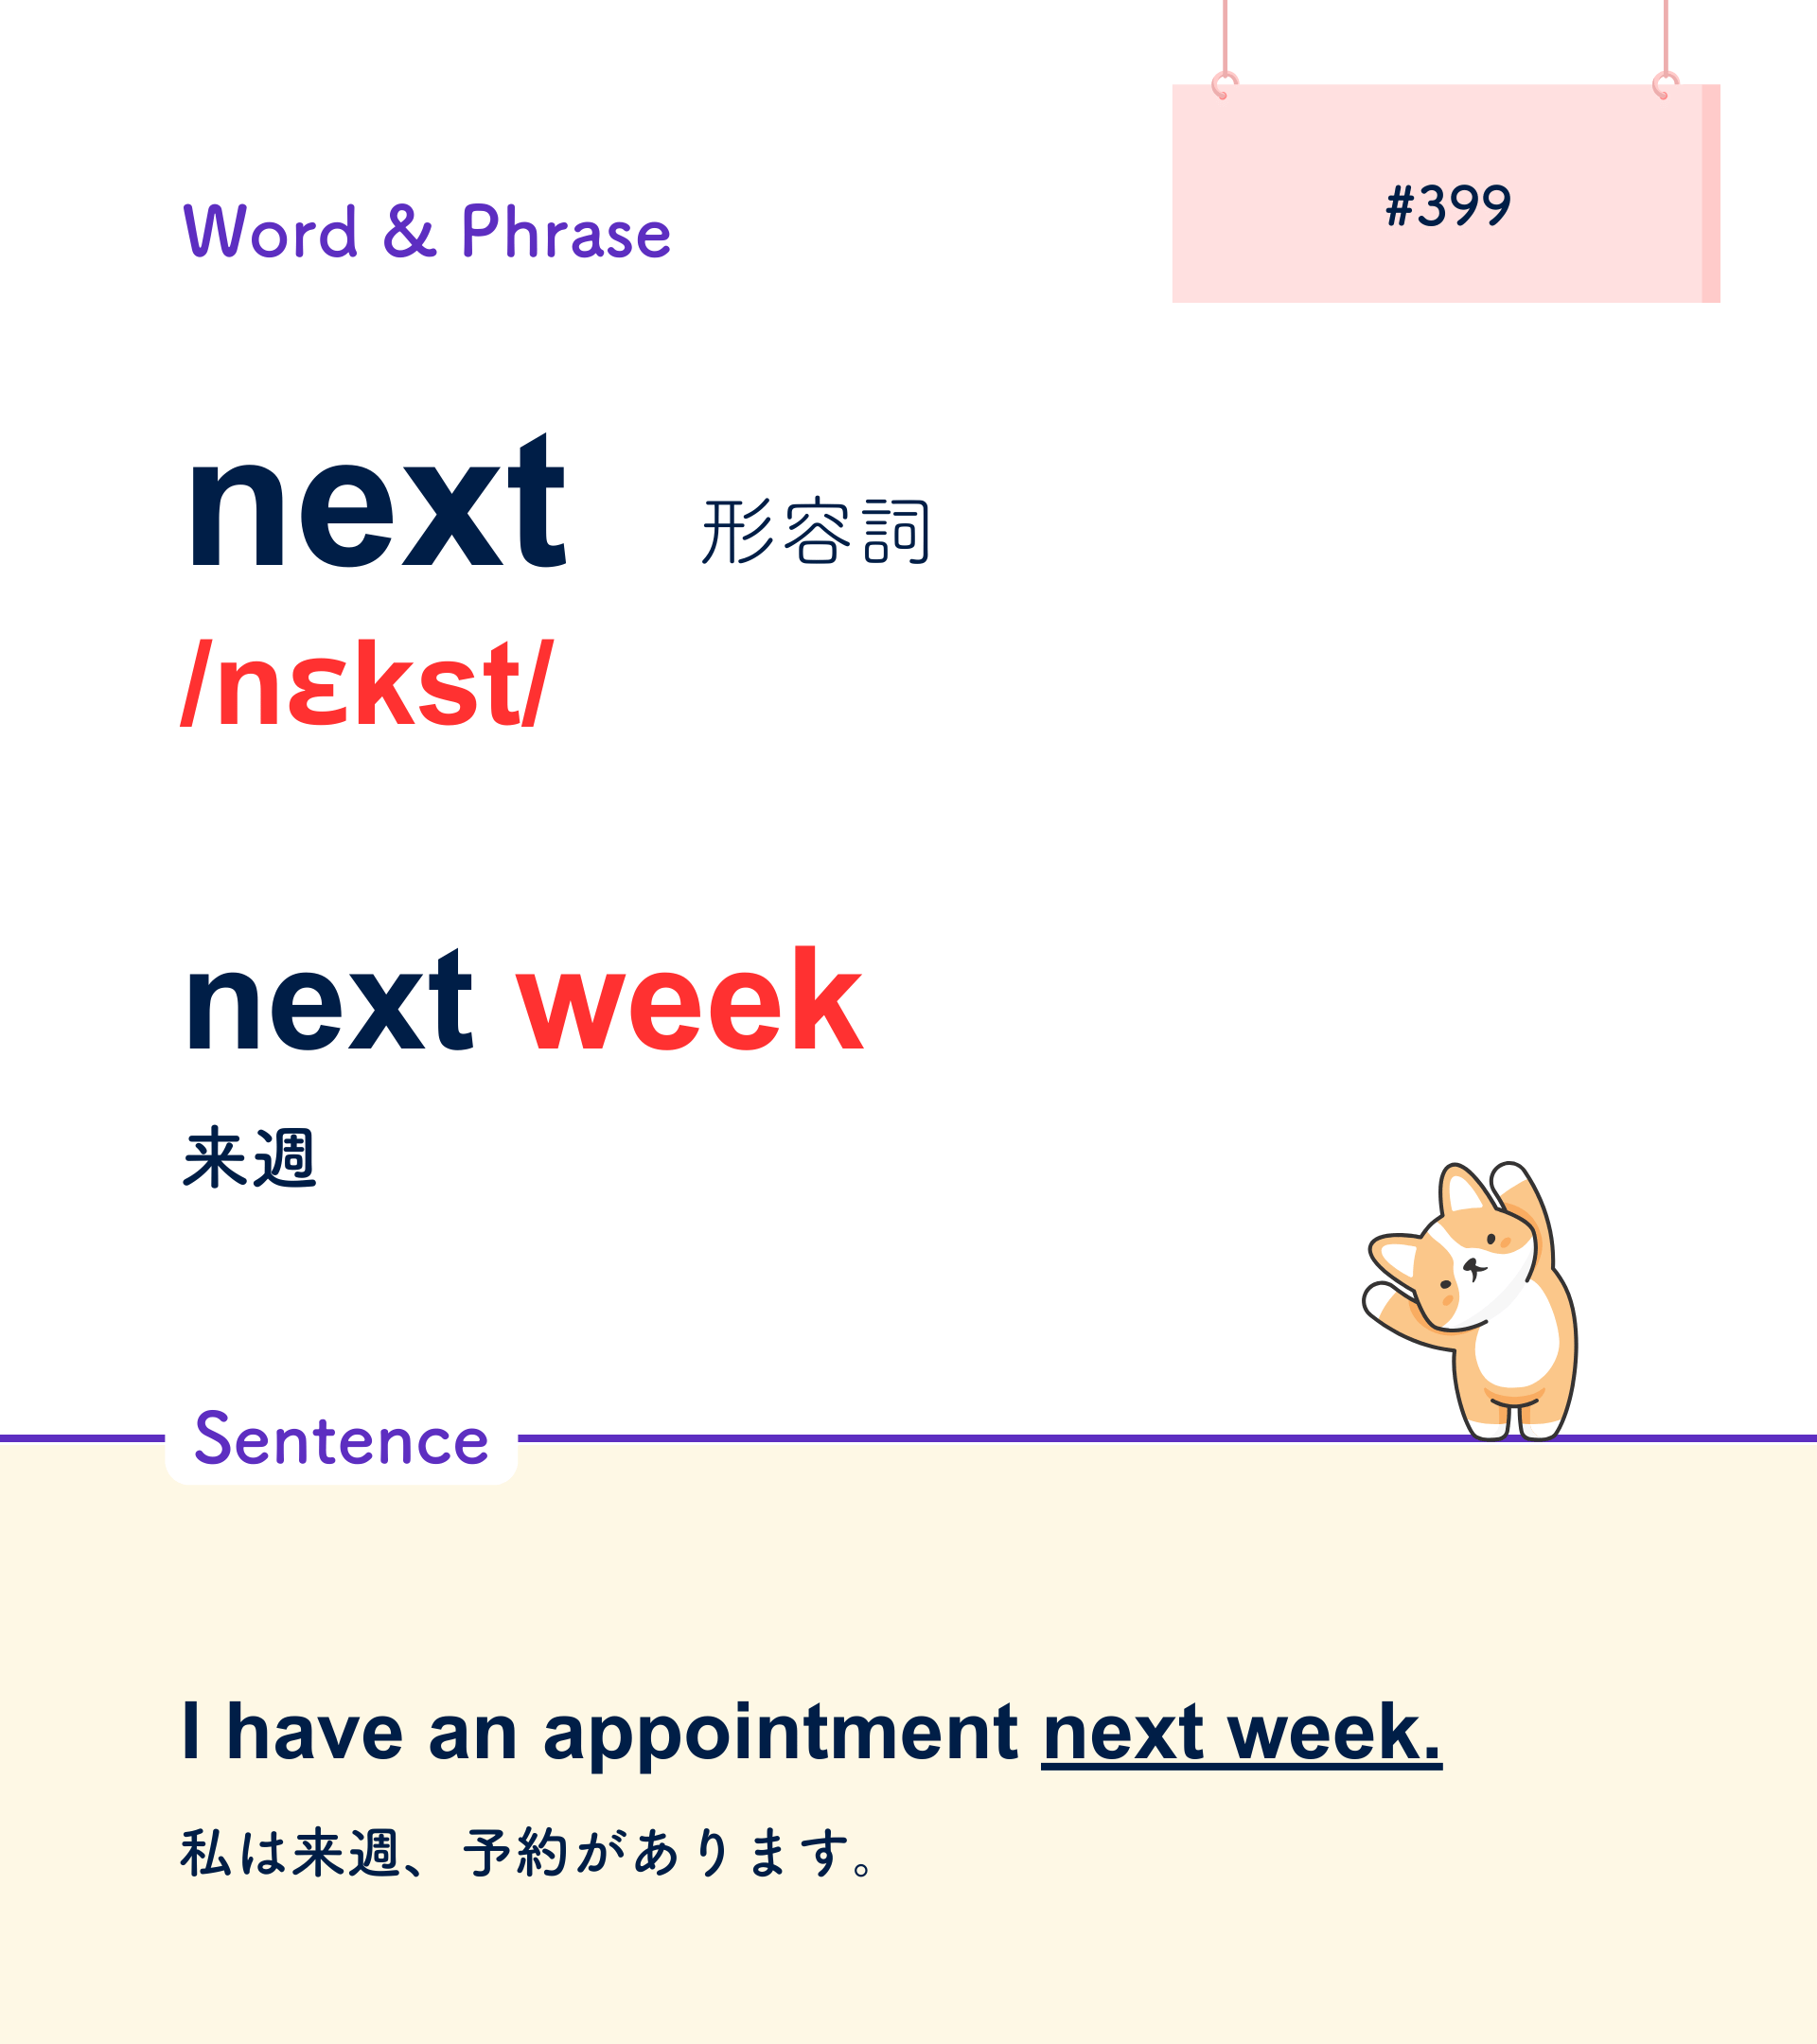 Word & Phrase
#399
next 形容詞
/nɛkst/
next week
来週
Sentence
I have an appointment next week.
私は来週、予約があります。